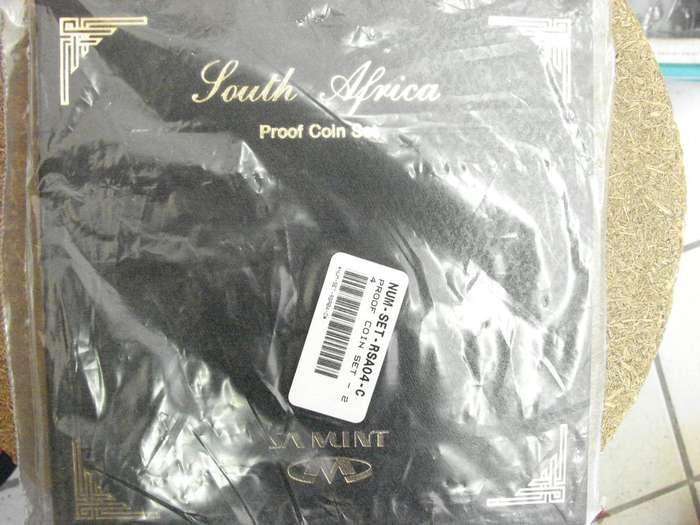 South Africa
Proof Coin Set
NUM-SET-RSA04-C
PROOF COIN SET - 2
4
SA MINT